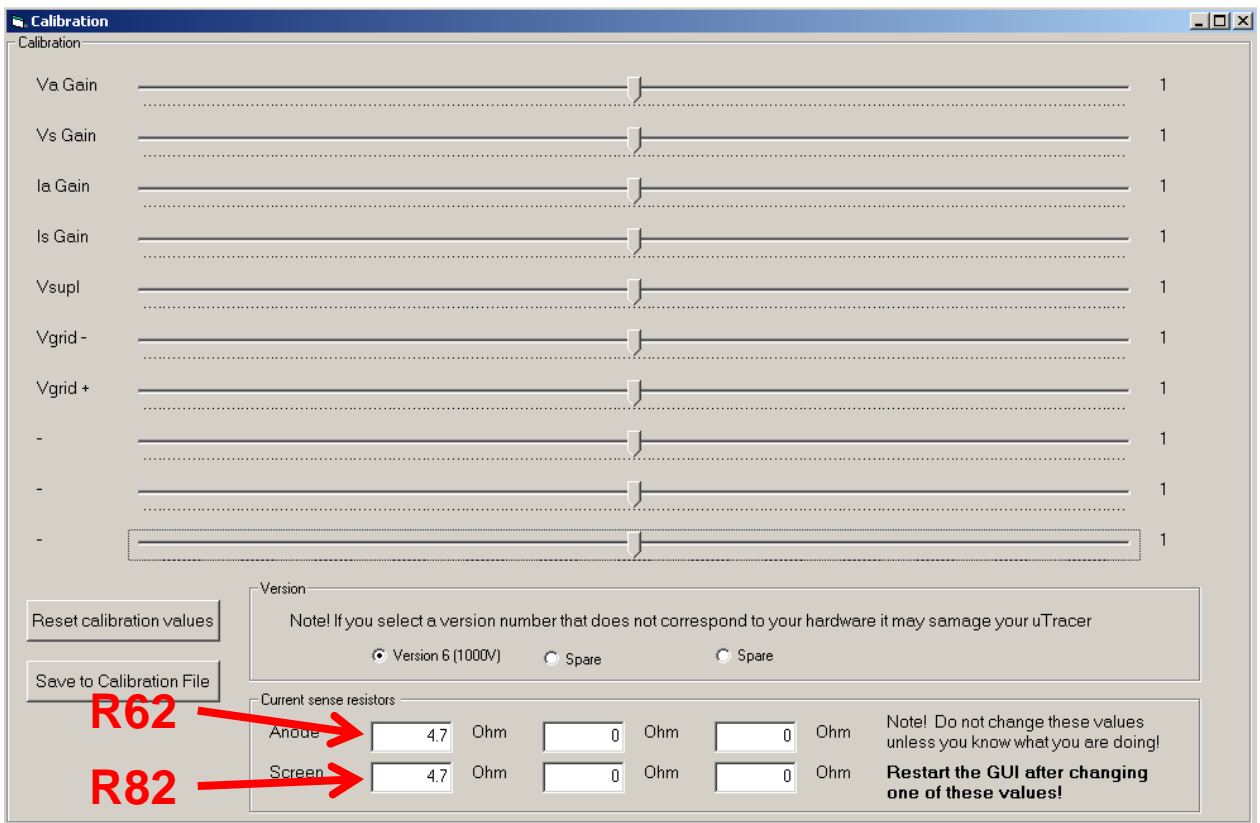 Calibration
Calibration
Va Gain 1
Vs Gain 1
Ia Gain 1
Is Gain 1
Vsupl 1
Vgrid - 1
Vgrid + 1
- 1
- 1
- 1
Reset calibration values
Save to Calibration File
Version
Note! If you select a version number that does not correspond to your hardware it may samage your uTracer
Version 6 (1000V) Spare Spare
Current sense resistors
R62
Anode 4.7 Ohm 0 Ohm 0 Ohm
R82
Screen 4.7 Ohm 0 Ohm 0 Ohm
Note! Do not change these values
unless you know what you are doing!
Restart the GUI after changing
one of these values!